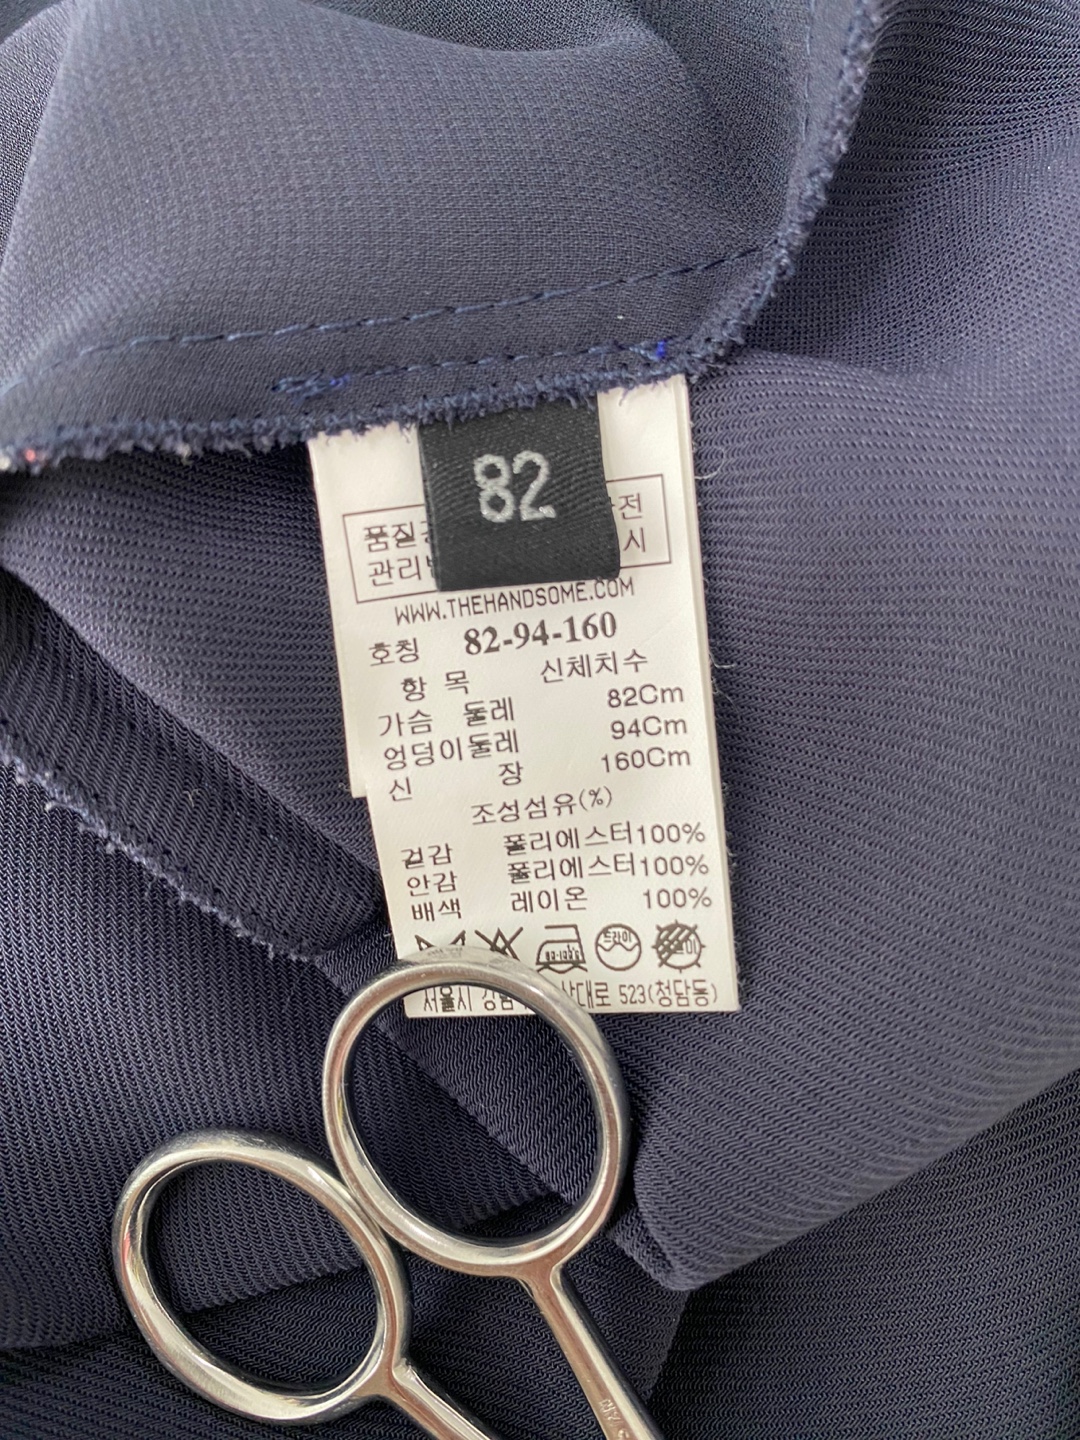 82
품질
전
관리
시
WWW.THEHANDSOME.COM
호칭 82-94-160
항 목 신체치수
가슴 둘레 82Cm
엉덩이둘레 94Cm
신 장 160Cm
조성섬유(%)
겉감 폴리에스터100%
안감 폴리에스터100%
배색 레이온 100%
드라이
서울시 523(청담동)